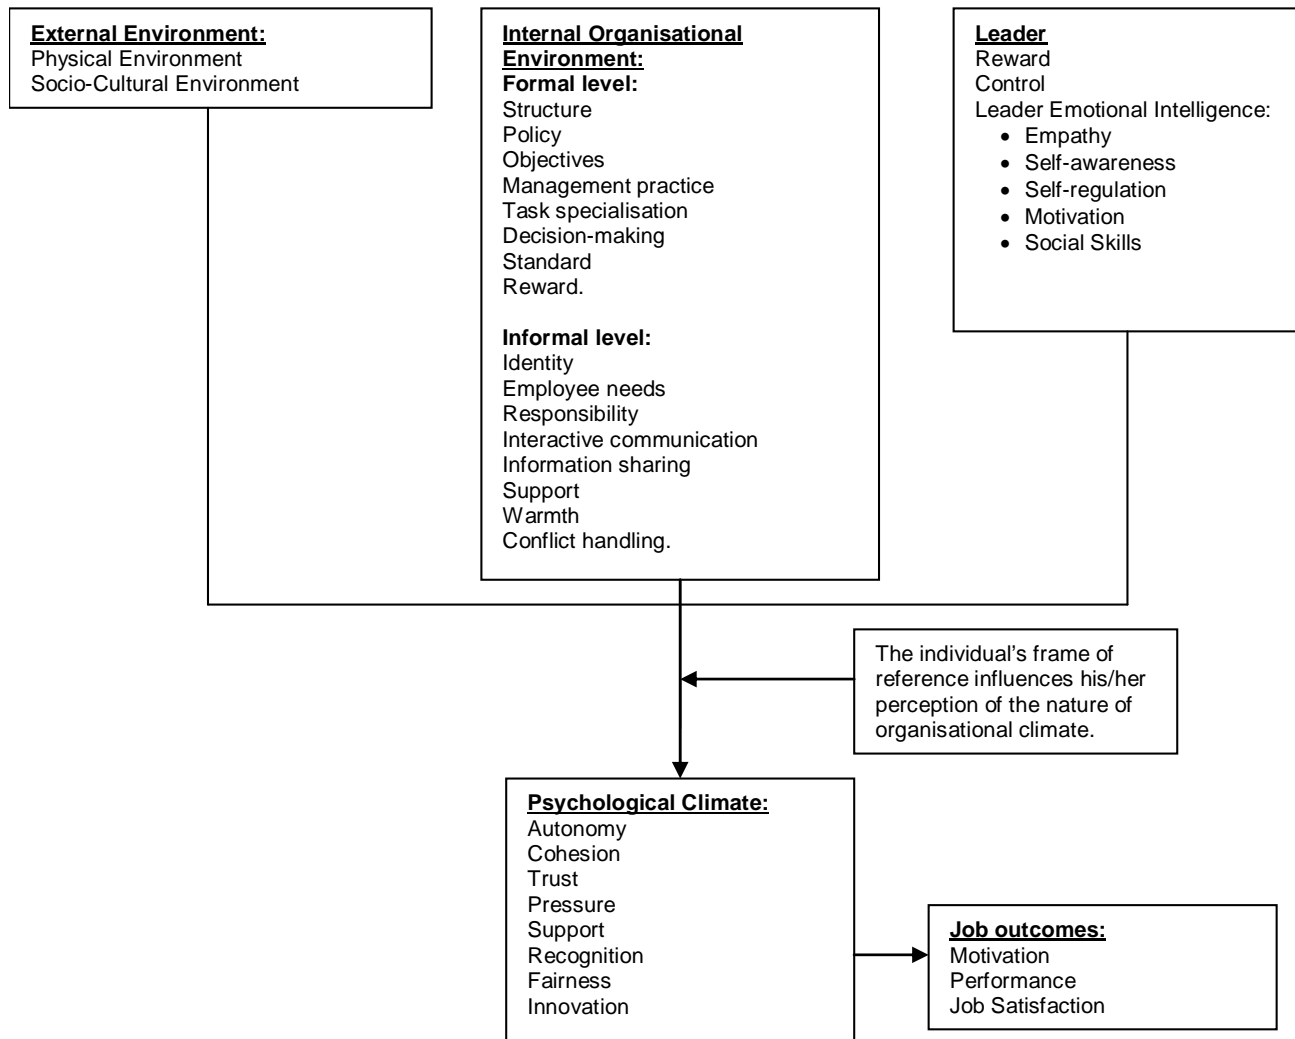 External Environment:
Physical Environment
Socio-Cultural Environment
Internal Organisational
Environment:
Formal level:
Structure
Policy
Objectives
Management practice
Task specialisation
Decision-making
Standard
Reward.
Informal level:
Identity
Employee needs
Responsibility
Interactive communication
Information sharing
Support
Warmth
Conflict handling.
Leader
Reward
Control
Leader Emotional Intelligence:
• Empathy
• Self-awareness
• Self-regulation
• Motivation
• Social Skills
The individual’s frame of
reference influences his/her
perception of the nature of
organisational climate.
Psychological Climate:
Autonomy
Cohesion
Trust
Pressure
Support
Recognition
Fairness
Innovation
Job outcomes:
Motivation
Performance
Job Satisfaction